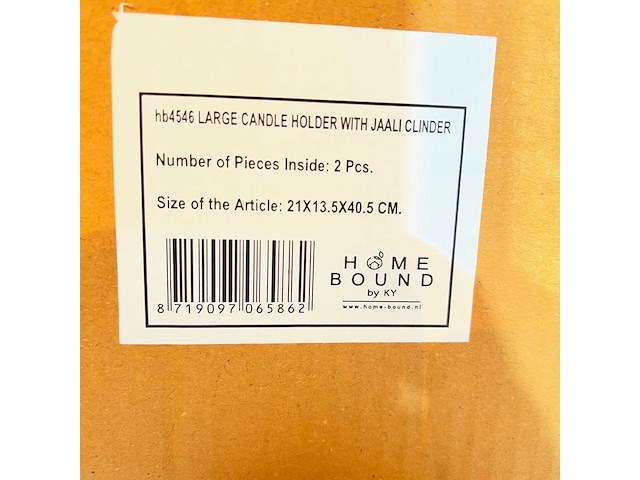 hb4546 LARGE CANDLE HOLDER WITH JAALI CLINDER
Number of Pieces Inside: 2 Pcs.
Size of the Article: 21X13.5X40.5 CM.
8 719097 065862
HOME
BOUND
by KY
www.home-bound.nl